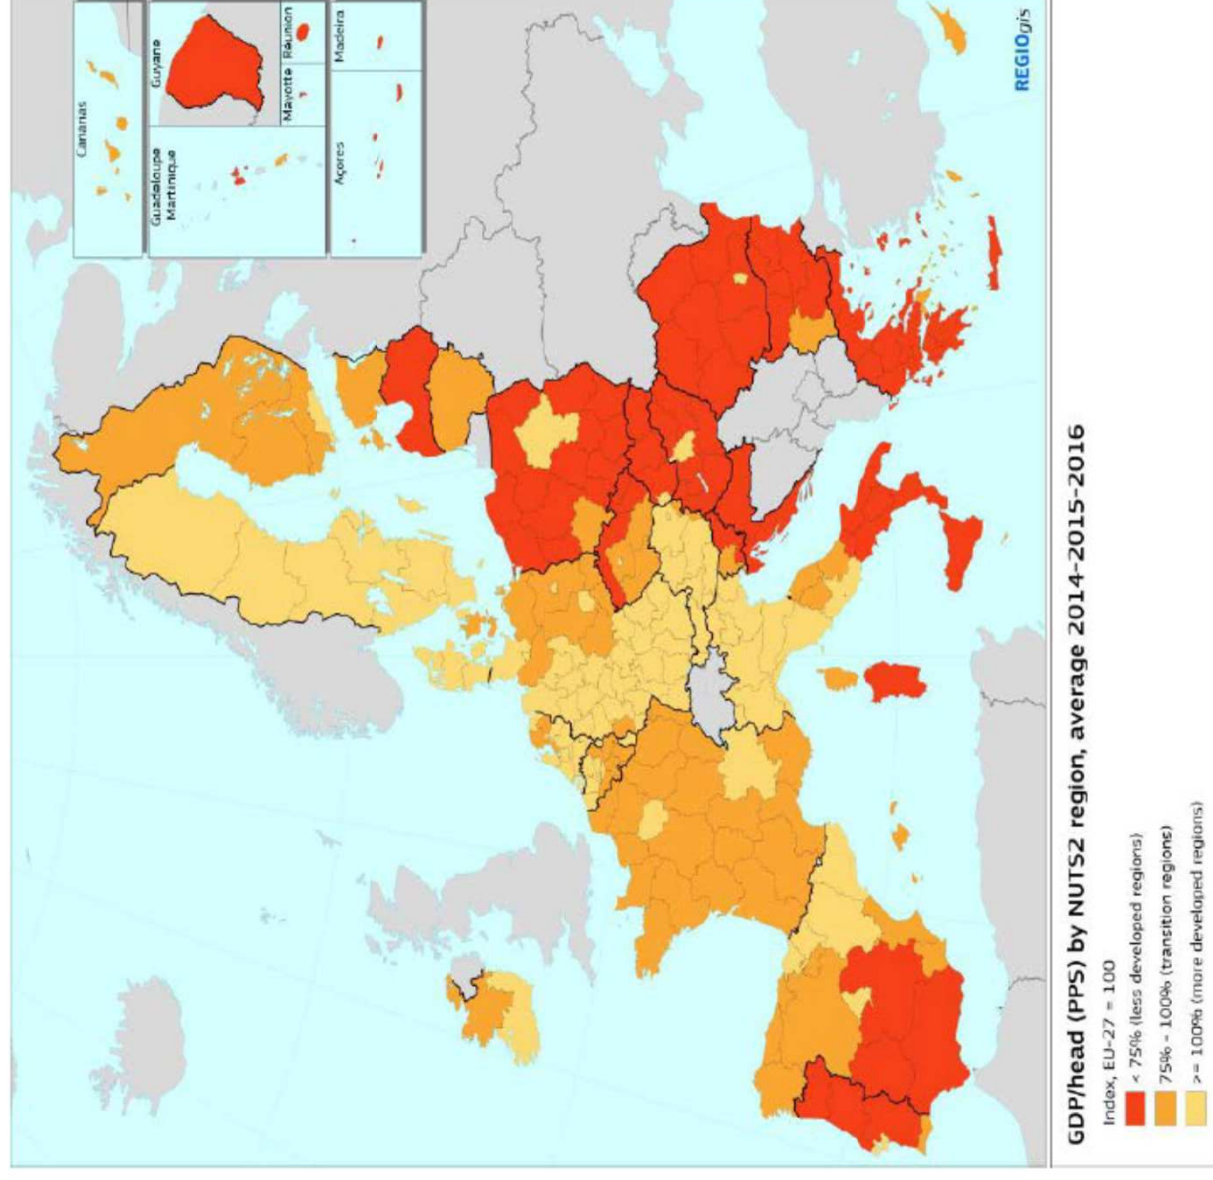 Canarias
Guyane
Guadeloupe
Martinique
Mayotte
Réunion
Açores
Madeira
REGIOgis
GDP/head (PPS) by NUTS2 region, average 2014-2015-2016
Index, EU-27 = 100
< 75% (less developed regions)
75% - 100% (transition regions)
>= 100% (more developed regions)